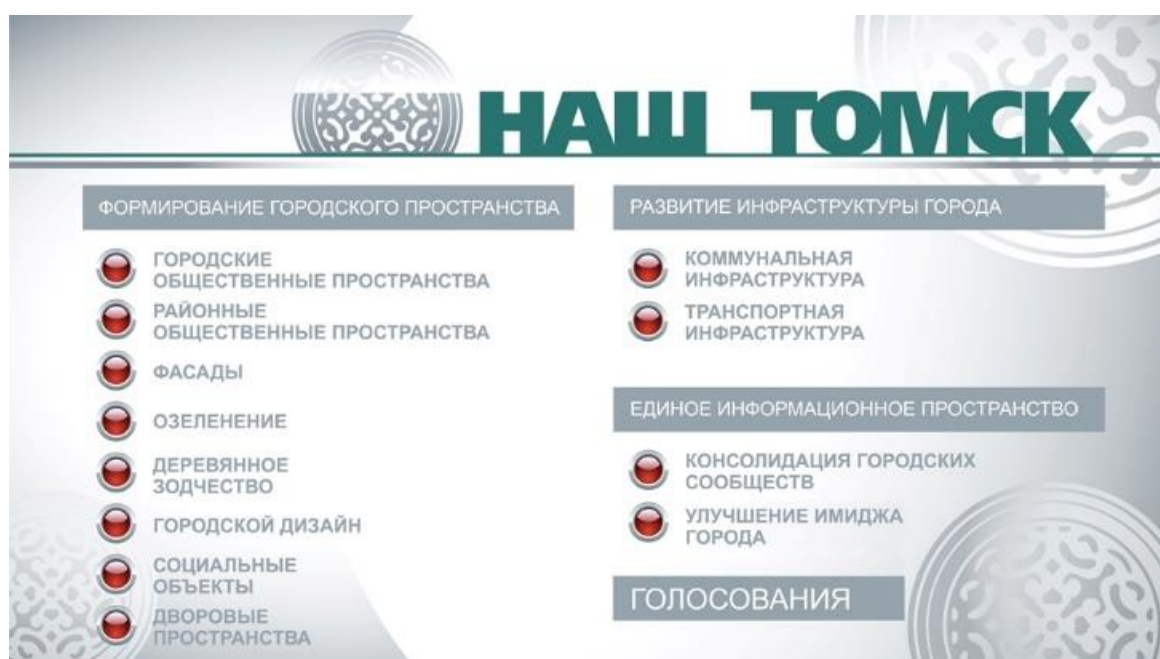 НАШ ТОМСК
ФОРМИРОВАНИЕ ГОРОДСКОГО ПРОСТРАНСТВА
ГОРОДСКИЕ
ОБЩЕСТВЕННЫЕ ПРОСТРАНСТВА
РАЙОННЫЕ
ОБЩЕСТВЕННЫЕ ПРОСТРАНСТВА
ФАСАДЫ
ОЗЕЛЕНЕНИЕ
ДЕРЕВЯННОЕ
ЗОДЧЕСТВО
ГОРОДСКОЙ ДИЗАЙН
СОЦИАЛЬНЫЕ
ОБЪЕКТЫ
ДВОРОВЫЕ
ПРОСТРАНСТВА
РАЗВИТИЕ ИНФРАСТРУКТУРЫ ГОРОДА
КОММУНАЛЬНАЯ
ИНФРАСТРУКТУРА
ТРАНСПОРТНАЯ
ИНФРАСТРУКТУРА
ЕДИНОЕ ИНФОРМАЦИОННОЕ ПРОСТРАНСТВО
КОНСОЛИДАЦИЯ ГОРОДСКИХ
СООБЩЕСТВ
УЛУЧШЕНИЕ ИМИДЖА
ГОРОДА
ГОЛОСОВАНИЯ